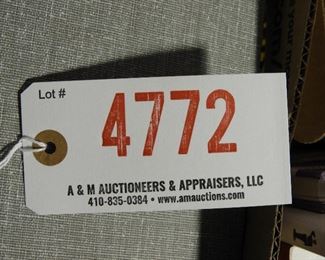 Lot #
4772
A & M AUCTIONEERS & APPRAISERS, LLC
410-835-0384 • www.amauctions.com